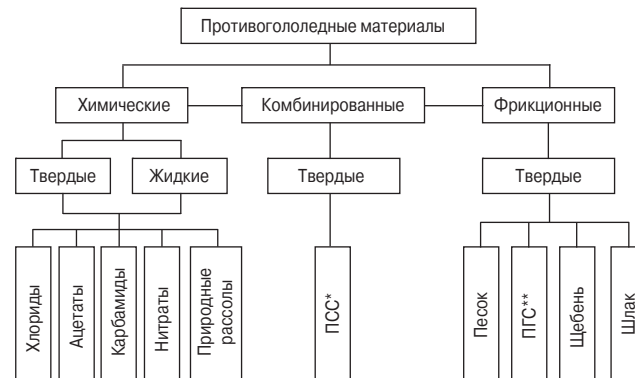 Противогололедные материалы
Химические
Комбинированные
Фрикционные
Твердые
Жидкие
Твердые
Твердые
Хлориды
Ацетаты
Карбамиды
Нитраты
Природные
рассолы
ПСС*
Песок
ПГС**
Щебень
Шлак